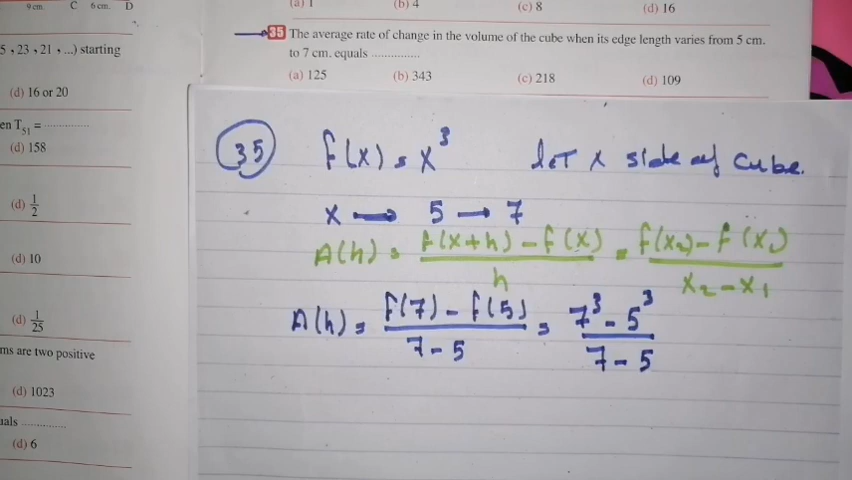 9 cm. C 6 cm. D
5 , 23 , 21 , ...) starting
(d) 16 or 20
en T51 = ..............
(d) 158
(d) 1/2
(d) 10
(d) 1/25
ms are two positive
(d) 1023
uals ..............
(d) 6
(a) 1 (b) 4 (c) 8 (d) 16
35 The average rate of change in the volume of the cube when its edge length varies from 5 cm.
to 7 cm. equals ..............
(a) 125 (b) 343 (c) 218 (d) 109
35 f(x) = x³ let x side of cube.
x → 5 → 7
A(h) = f(x+h) - f(x) / h = f(x₂) - f(x₁) / x₂ - x₁
A(h) = f(7) - f(5) / 7 - 5 = 7³ - 5³ / 7 - 5